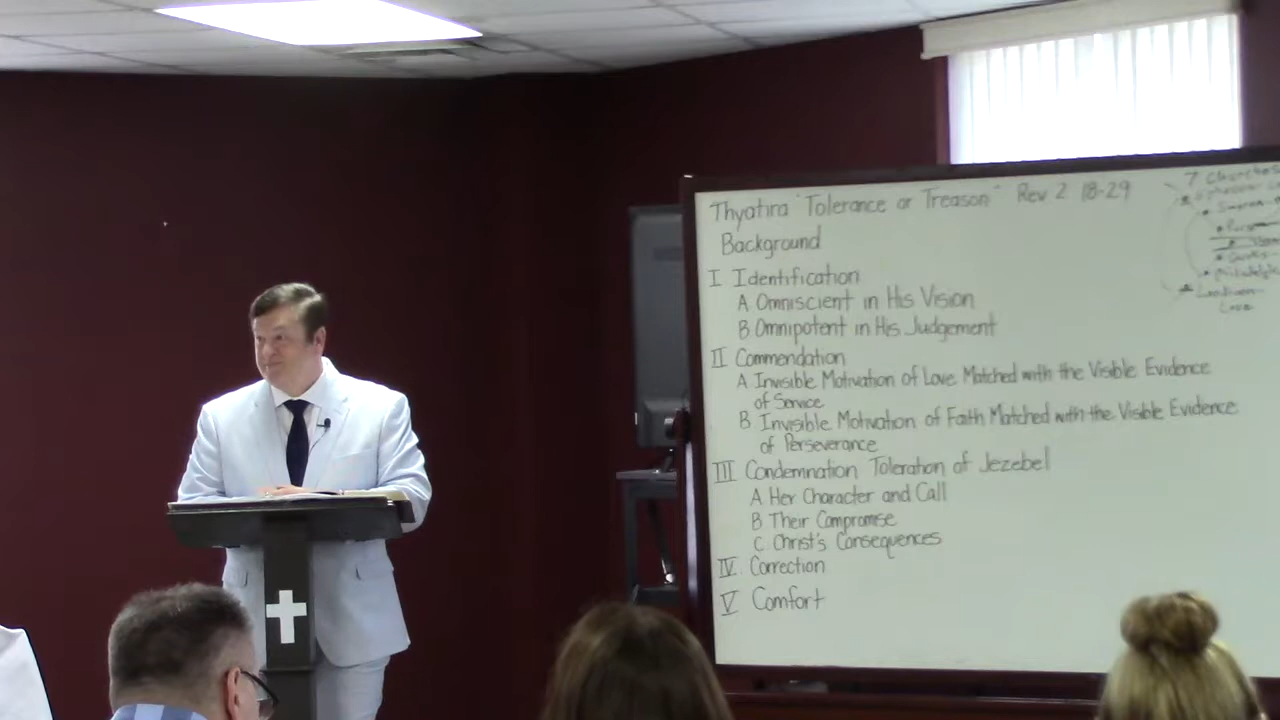 Thyatira "Tolerance or Treason" Rev 2 18-29
Background
I Identification
A Omniscient in His Vision
B Omnipotent in His Judgement
II Commendation
A Invisible Motivation of Love Matched with the Visible Evidence
of Service
B Invisible Motivation of Faith Matched with the Visible Evidence
of Perseverance
III Condemnation Toleration of Jezebel
A Her Character and Call
B Their Compromise
C. Christ's Consequences
IV. Correction
V Comfort
7 Churches